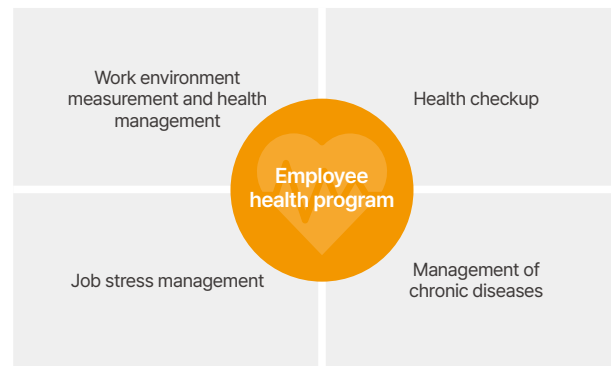 Work environment
measurement and health
management
Health checkup
Employee
health program
Job stress management
Management of
chronic diseases